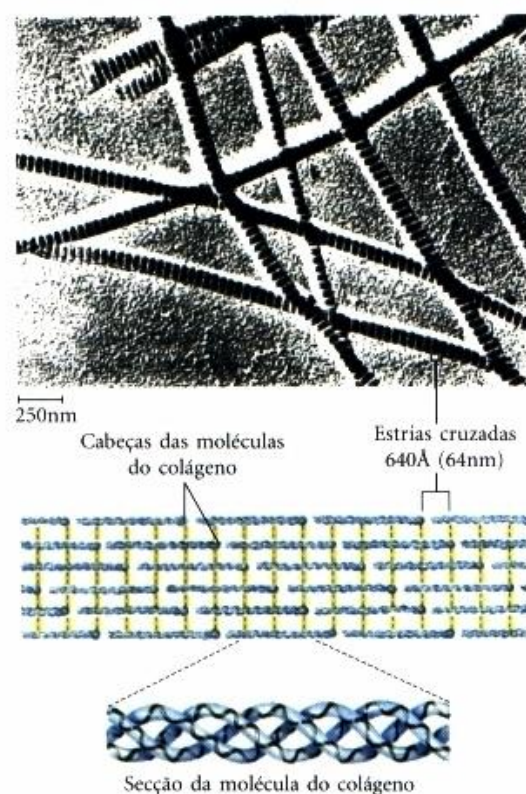 250nm
Cabeças das moléculas
do colágeno
Estrias cruzadas
640Å (64nm)
Secção da molécula do colágeno